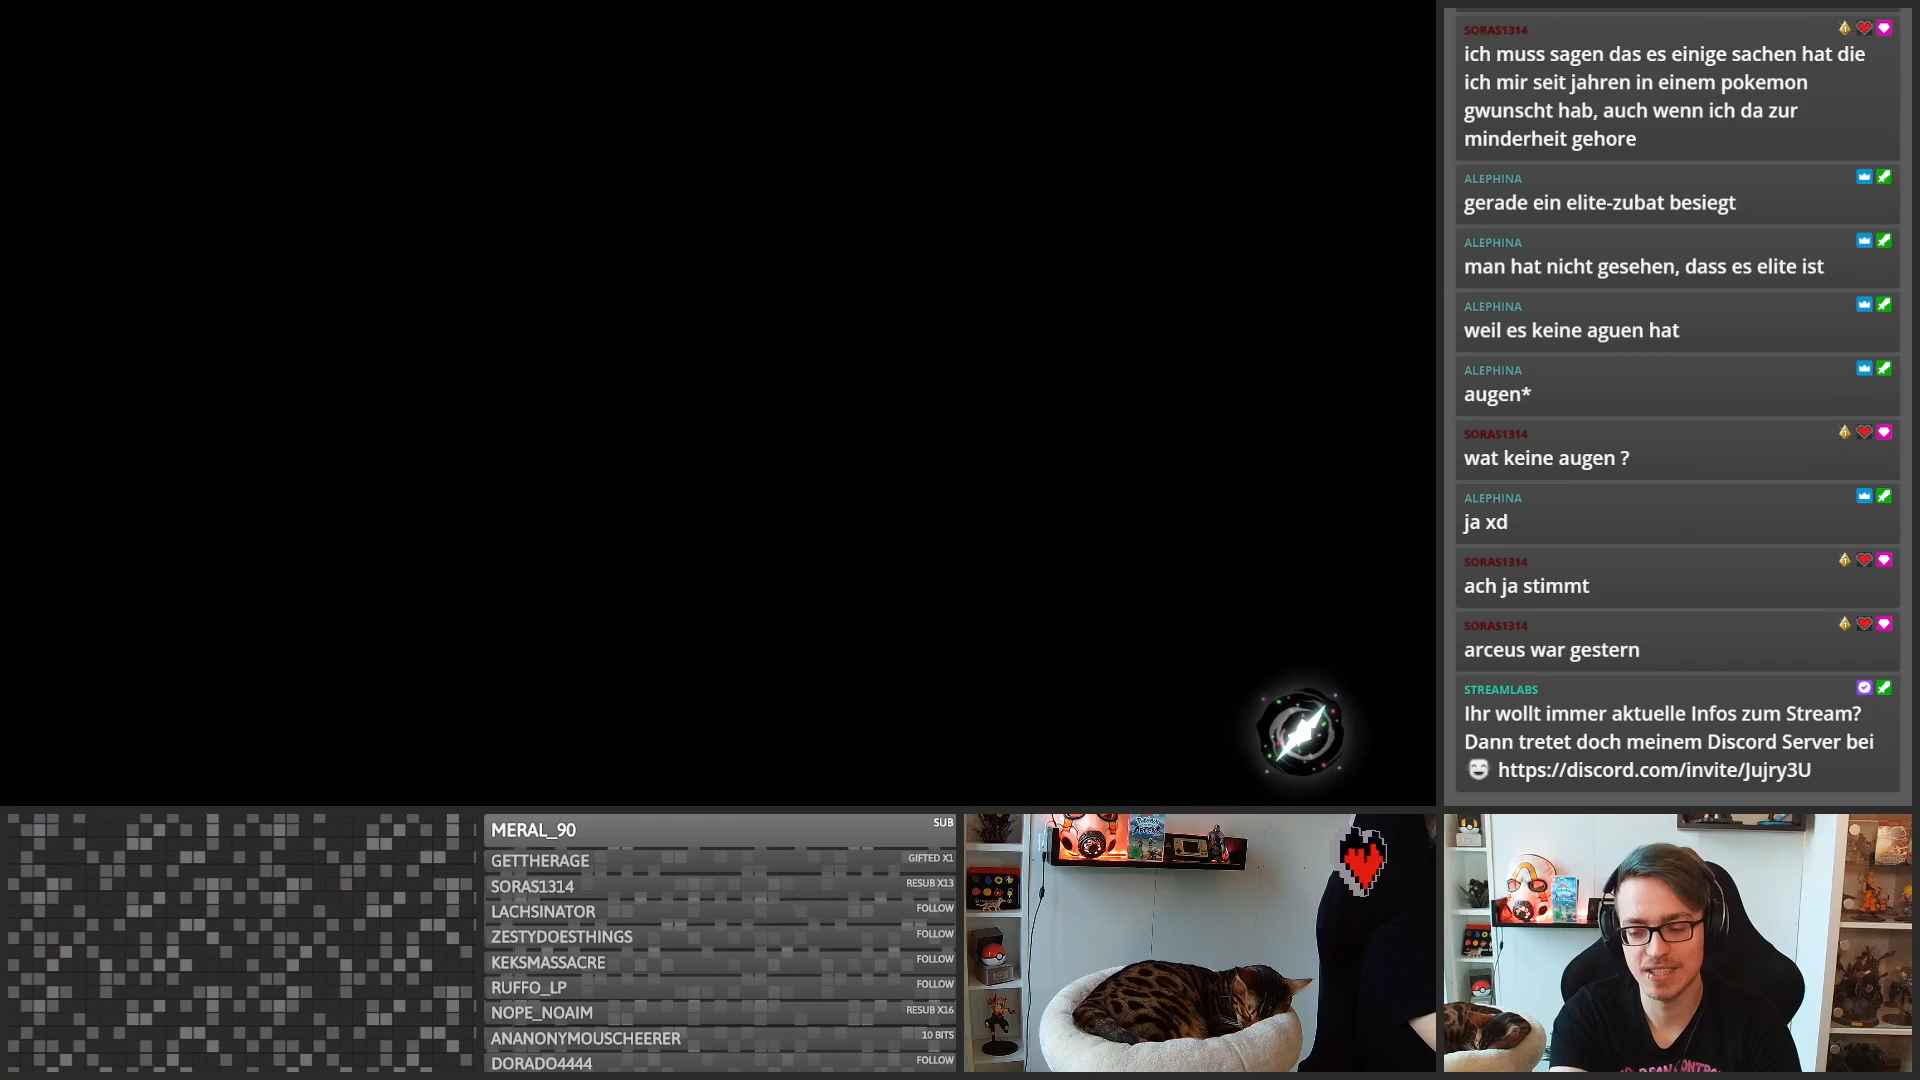 SORAS1314
ich muss sagen das es einige sachen hat die
ich mir seit jahren in einem pokemon
gwunscht hab, auch wenn ich da zur
minderheit gehore
ALEPHINA
gerade ein elite-zubat besiegt
ALEPHINA
man hat nicht gesehen, dass es elite ist
ALEPHINA
weil es keine aguen hat
ALEPHINA
augen*
SORAS1314
wat keine augen ?
ALEPHINA
ja xd
SORAS1314
ach ja stimmt
SORAS1314
arceus war gestern
STREAMLABS
Ihr wollt immer aktuelle Infos zum Stream?
Dann tretet doch meinem Discord Server bei
https://discord.com/invite/Jujry3U
MERAL_90 SUB
GETTHERAGE GIFTED X1
SORAS1314 RESUB X13
LACHSINATOR FOLLOW
ZESTYDOESTHINGS FOLLOW
KEKSMASSACRE FOLLOW
RUFFO_LP FOLLOW
NOPE_NOAIM RESUB X16
ANANONYMOUSCHEERER 10 BITS
DORADO4444 FOLLOW